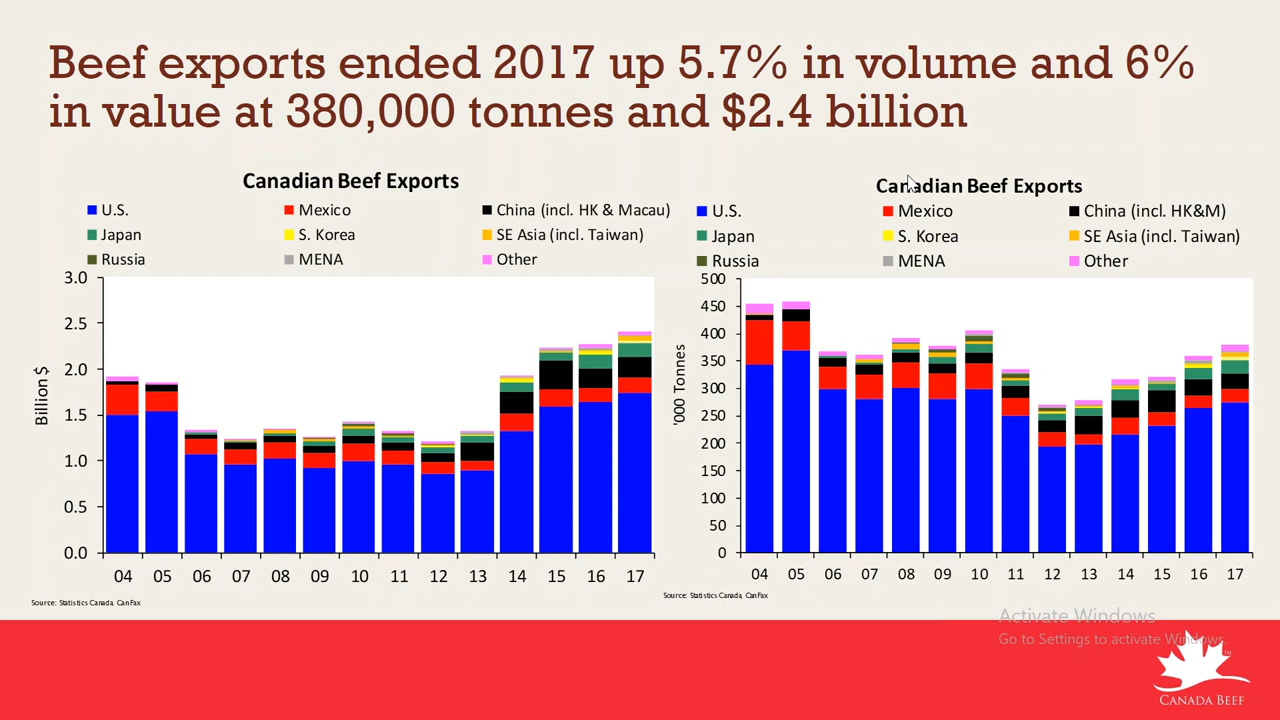 Beef exports ended 2017 up 5.7% in volume and 6%
in value at 380,000 tonnes and $2.4 billion
Canadian Beef Exports
U.S. Mexico China (incl. HK & Macau)
Japan S. Korea SE Asia (incl. Taiwan)
Russia MENA Other
Billion $
3.0
2.5
2.0
1.5
1.0
0.5
0.0
04 05 06 07 08 09 10 11 12 13 14 15 16 17
Source: Statistics Canada, CanFax
Canadian Beef Exports
U.S. Mexico China (incl. HK&M)
Japan S. Korea SE Asia (incl. Taiwan)
Russia MENA Other
'000 Tonnes
500
450
400
350
300
250
200
150
100
50
0
04 05 06 07 08 09 10 11 12 13 14 15 16 17
Source: Statistics Canada, CanFax
Activate Windows
Go to Settings to activate Windows.
TM
CANADA BEEF